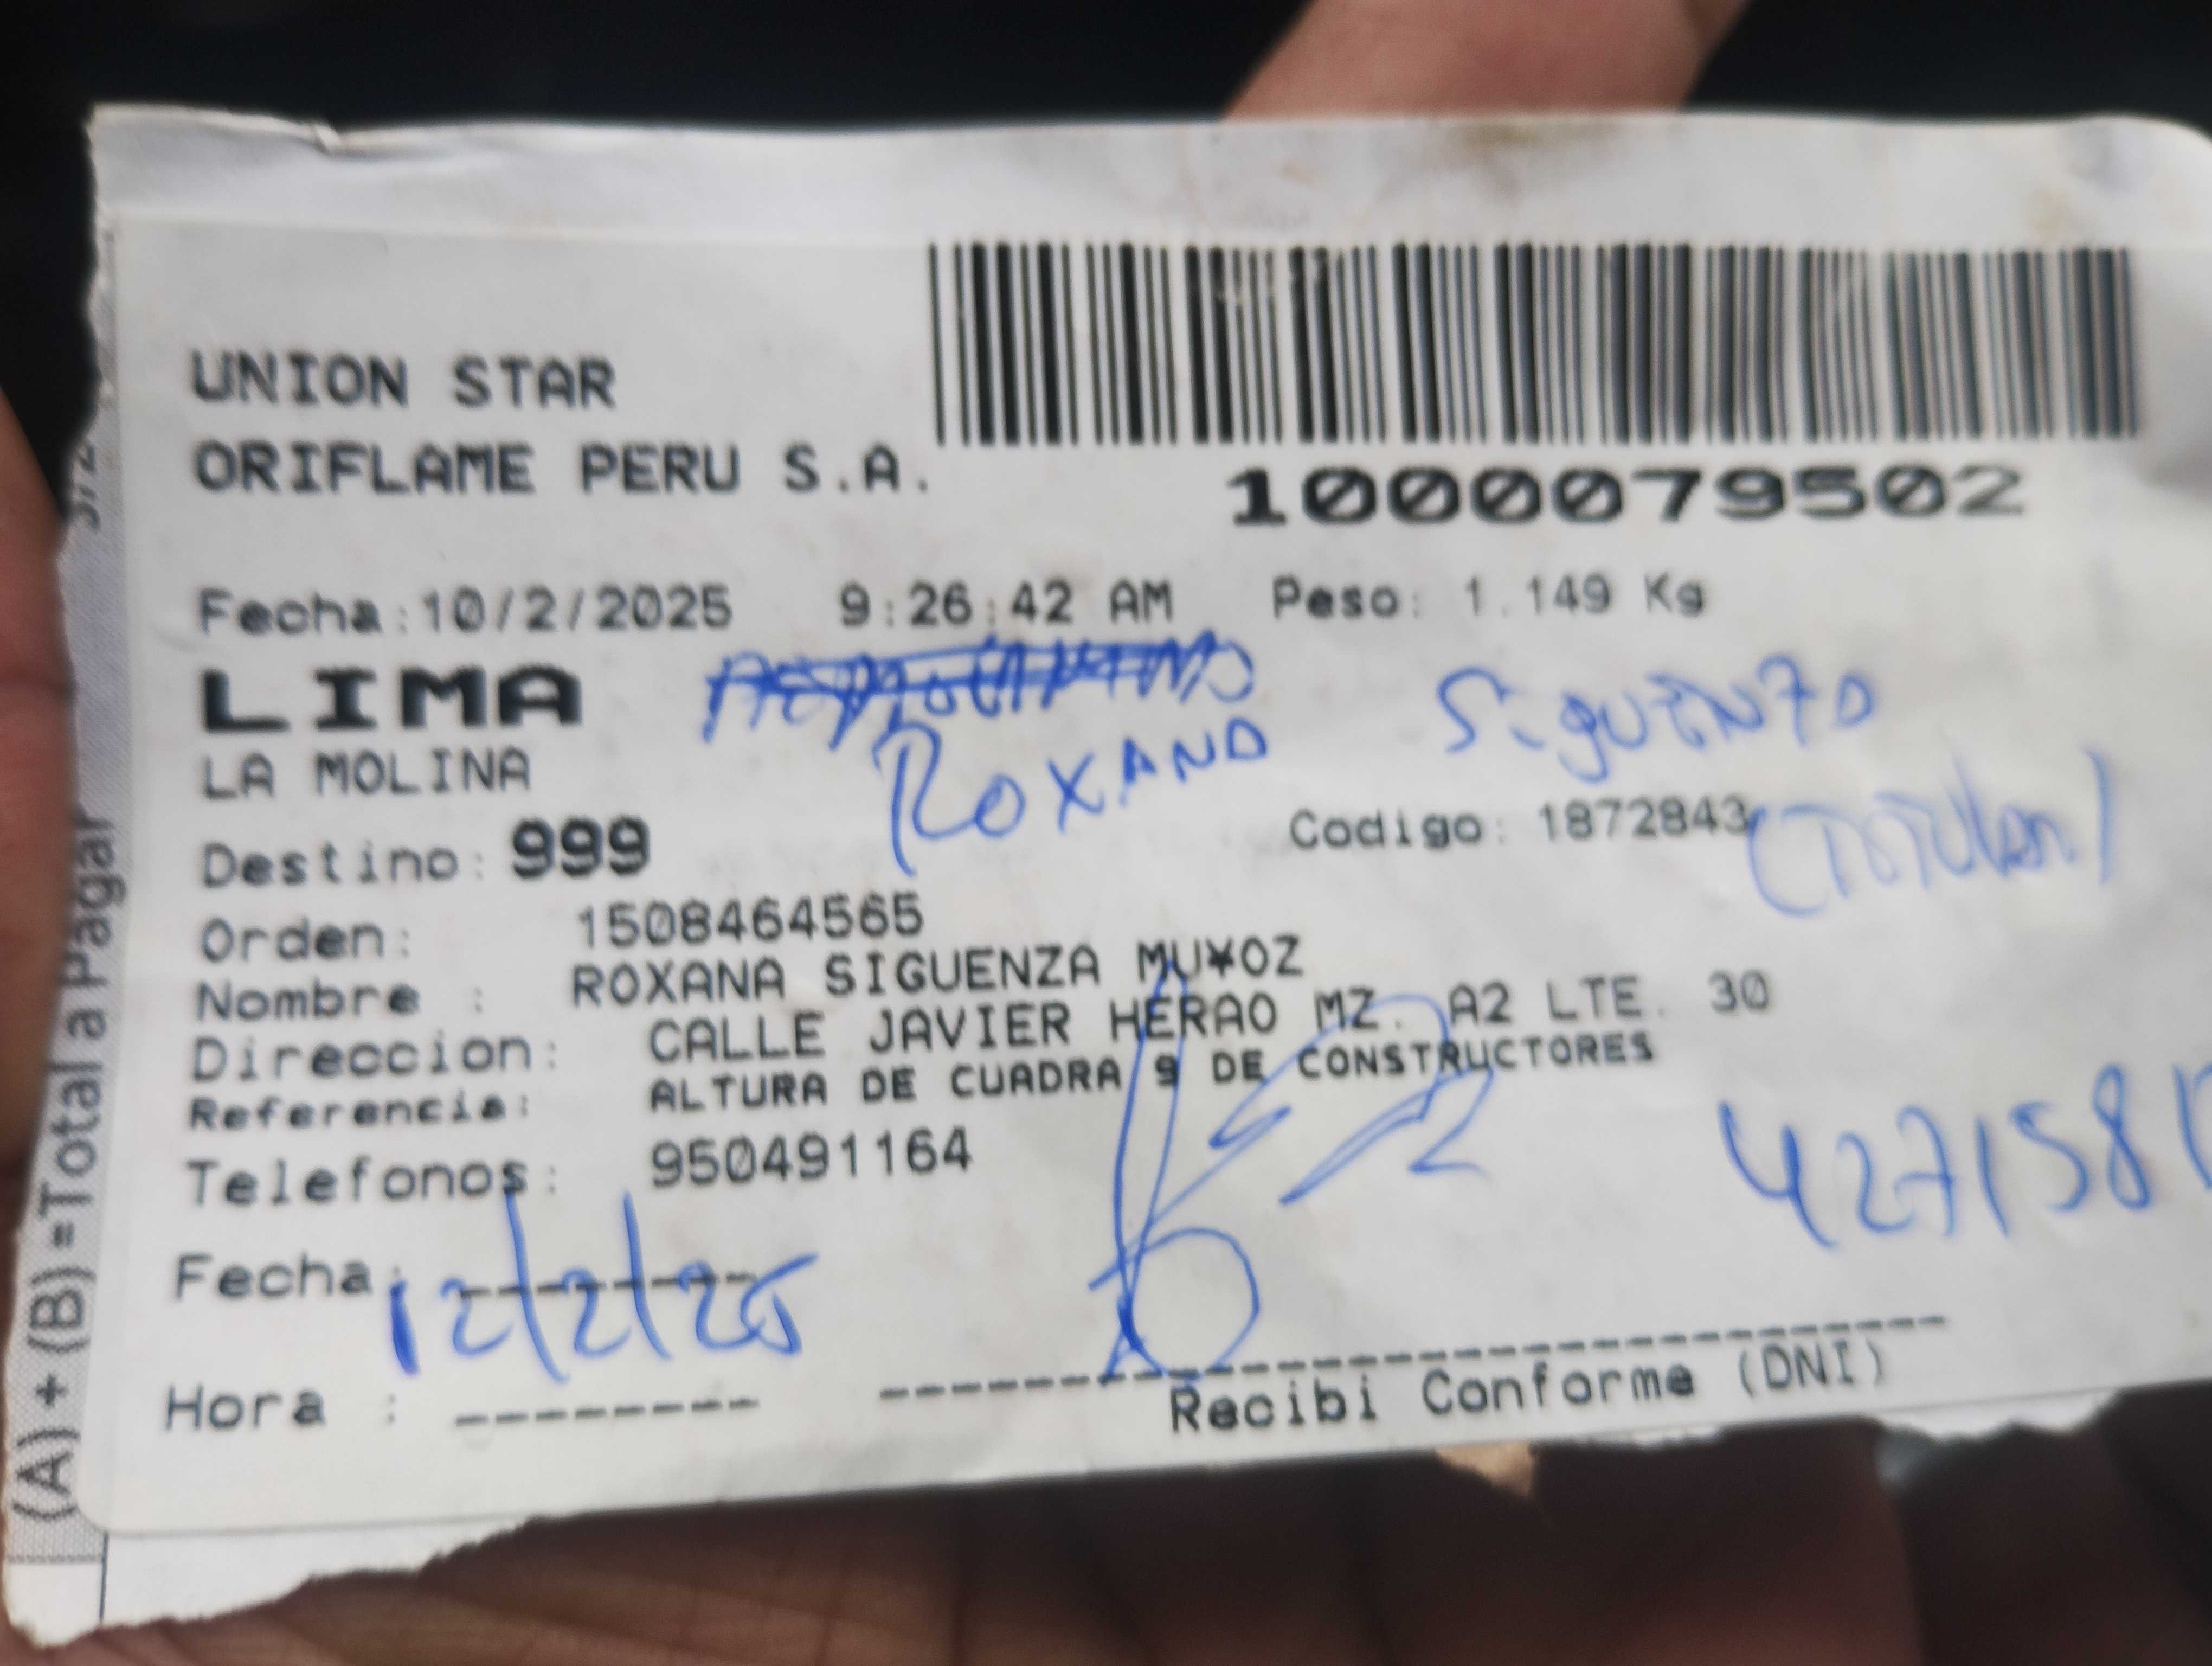 UNION STAR
ORIFLAME PERU S.A.
1000079502
Fecha:10/2/2025 9:26:42 AM Peso: 1.149 Kg
LIMA
LA MOLINA
ROXANA SIGUENZA
(TITULAR)
Destino: 999 Codigo: 1872843
Orden: 1508464565
Nombre : ROXANA SIGUENZA MU¥OZ
Direccion: CALLE JAVIER HERAO MZ. A2 LTE. 30
Referencia: ALTURA DE CUADRA 9 DE CONSTRUCTORES
Telefonos: 950491164
Fecha: 12/2/25
Hora :
Recibi Conforme (DNI)
(A) + (B) =Total a Pagar